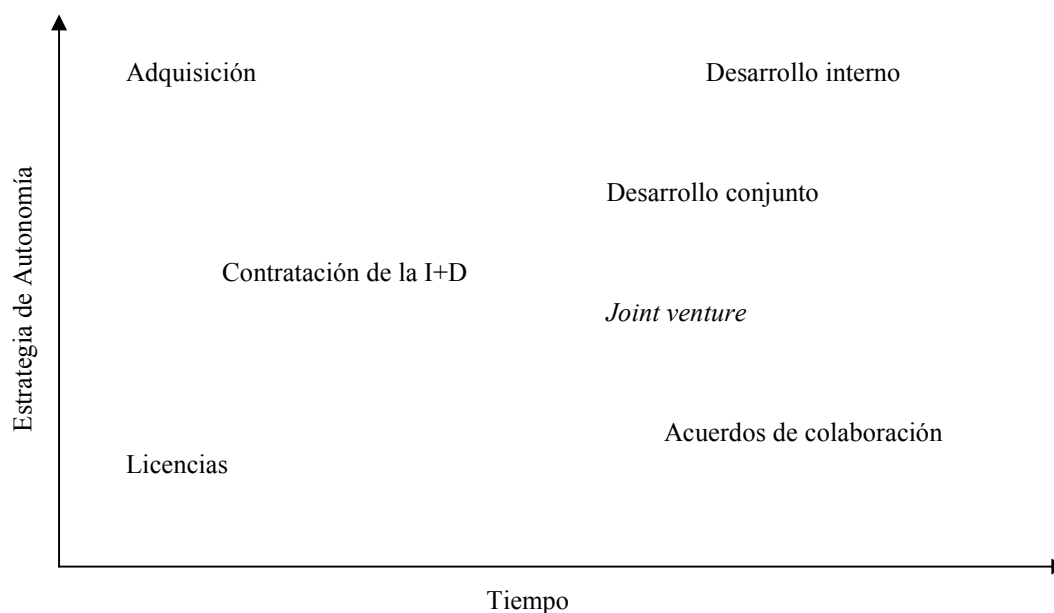 Adquisición
Desarrollo interno
Desarrollo conjunto
Contratación de la I+D
Joint venture
Acuerdos de colaboración
Licencias
Estrategia de Autonomía
Tiempo